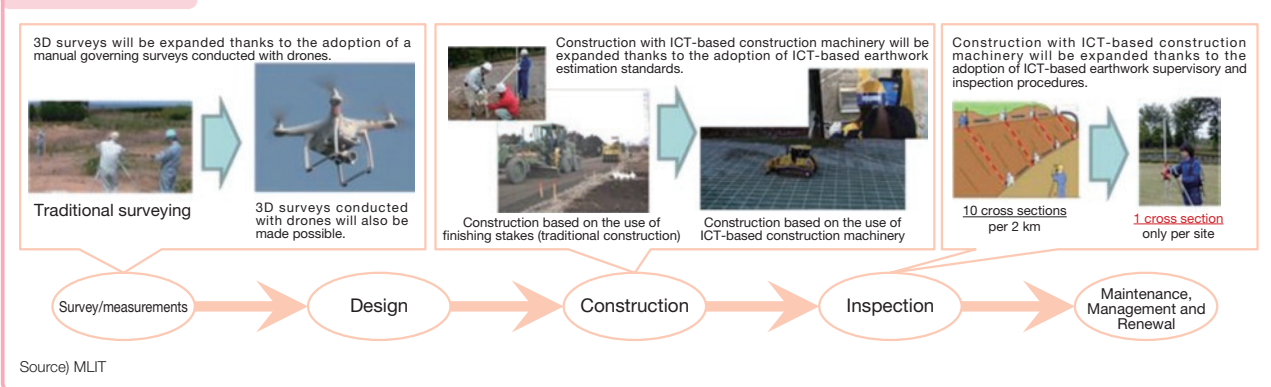 3D surveys will be expanded thanks to the adoption of a
manual governing surveys conducted with drones.
Traditional surveying
3D surveys conducted
with drones will also be
made possible.
Construction with ICT-based construction machinery will be
expanded thanks to the adoption of ICT-based earthwork
estimation standards.
Construction based on the use of
finishing stakes (traditional construction)
Construction based on the use of
ICT-based construction machinery
Construction with ICT-based construction
machinery will be expanded thanks to the
adoption of ICT-based earthwork supervisory and
inspection procedures.
10 cross sections
per 2 km
1 cross section
only per site
Survey/measurements
Design
Construction
Inspection
Maintenance,
Management and
Renewal
Source) MLIT